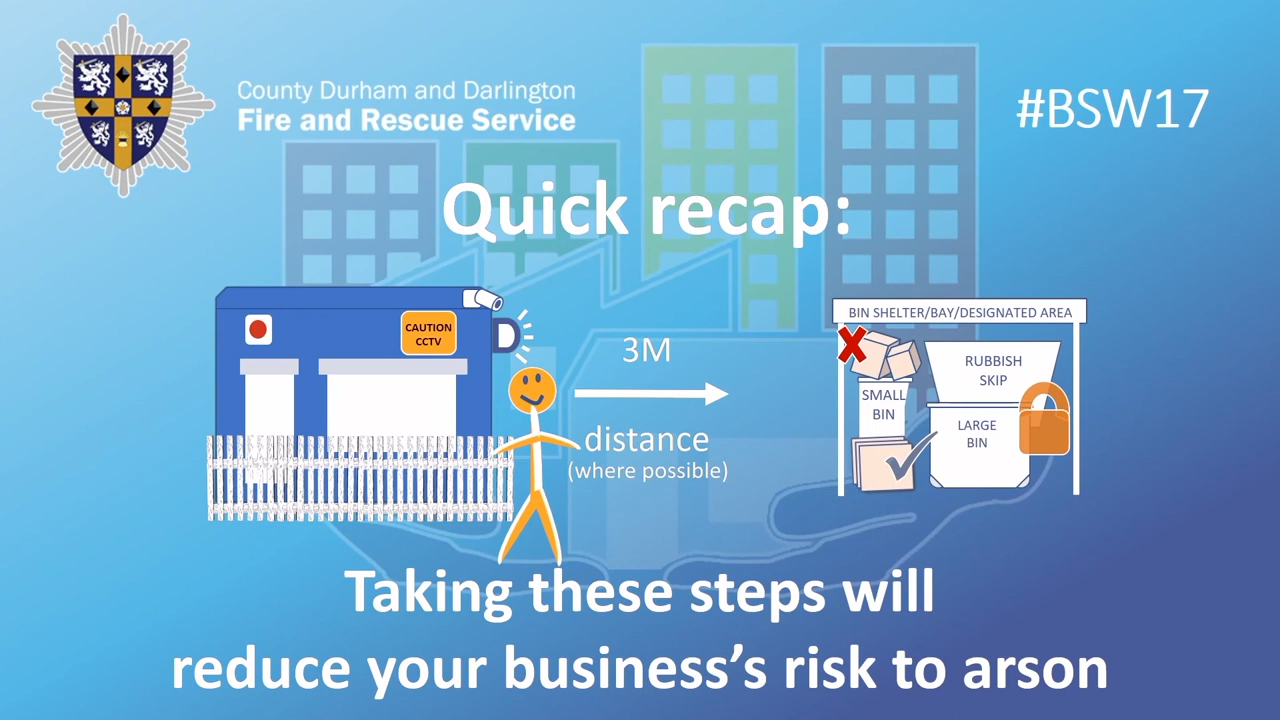 County Durham and Darlington
Fire and Rescue Service
#BSW17
Quick recap:
CAUTION
CCTV
3M
distance
(where possible)
BIN SHELTER/BAY/DESIGNATED AREA
RUBBISH
SKIP
SMALL
BIN
LARGE
BIN
Taking these steps will
reduce your business’s risk to arson